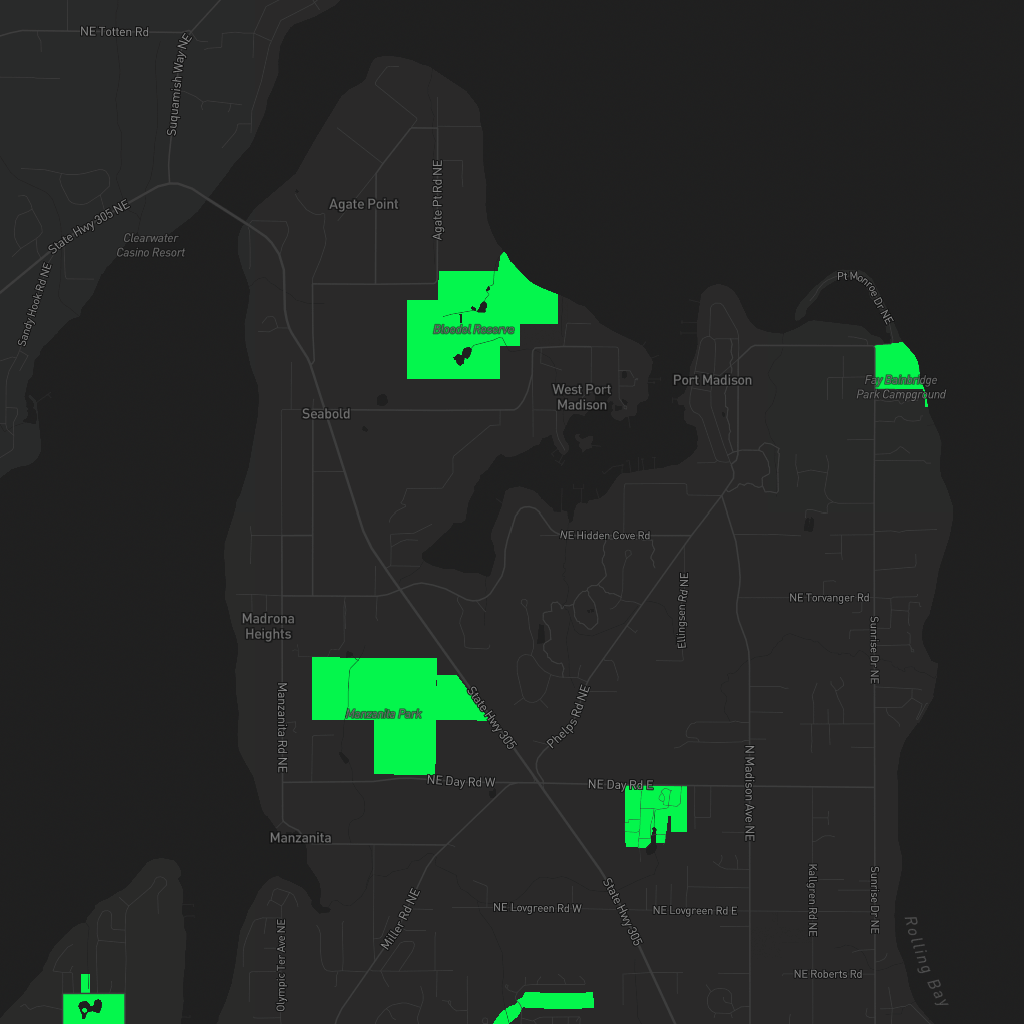 NE Totten Rd
Suquamish Way NE
Agate Pt Rd NE
Agate Point
State Hwy 305 NE
Clearwater
Casino Resort
Sandy Hook Rd NE
Pt Monroe Dr NE
Bloedel Reserve
Fay Bainbridge
Park Campground
Port Madison
West Port
Madison
Seabold
NE Hidden Cove Rd
Ellingsen Rd NE
NE Torvanger Rd
Madrona
Heights
Sunrise Dr NE
Manzanita Rd NE
Manzanita Park
State Hwy 305
Phelps Rd NE
N Madison Ave NE
NE Day Rd W
NE Day Rd E
Manzanita
Miller Rd NE
Olympic Ter Ave NE
NE Lovgreen Rd W
State Hwy 305
NE Lovgreen Rd E
Kallgren Rd NE
Sunrise Dr NE
Rolling Bay
NE Roberts Rd